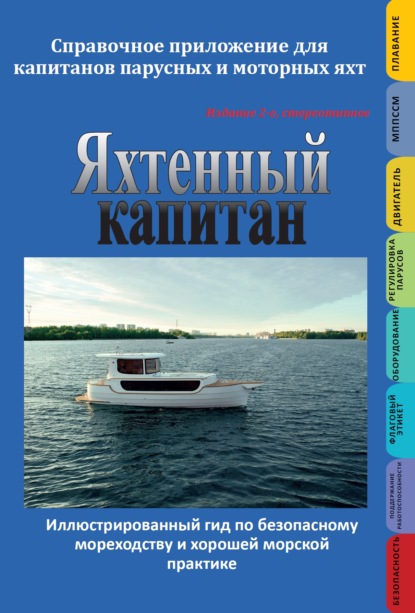 Справочное приложение для
капитанов парусных и моторных яхт
Издание 2-е, стереотипное
Яхтенный
капитан
Иллюстрированный гид по безопасному
мореходству и хорошей морской
практике
ПЛАВАНИЕ
МППССМ
ДВИГАТЕЛЬ
РЕГУЛИРОВКА
ПАРУСОВ
ОБОРУДОВАНИЕ
ФЛАГОВЫЙ
ЭТИКЕТ
ПОДДЕРЖАНИЕ
РАБОТОСПОСОБНОСТИ
БЕЗОПАСНОСТЬ